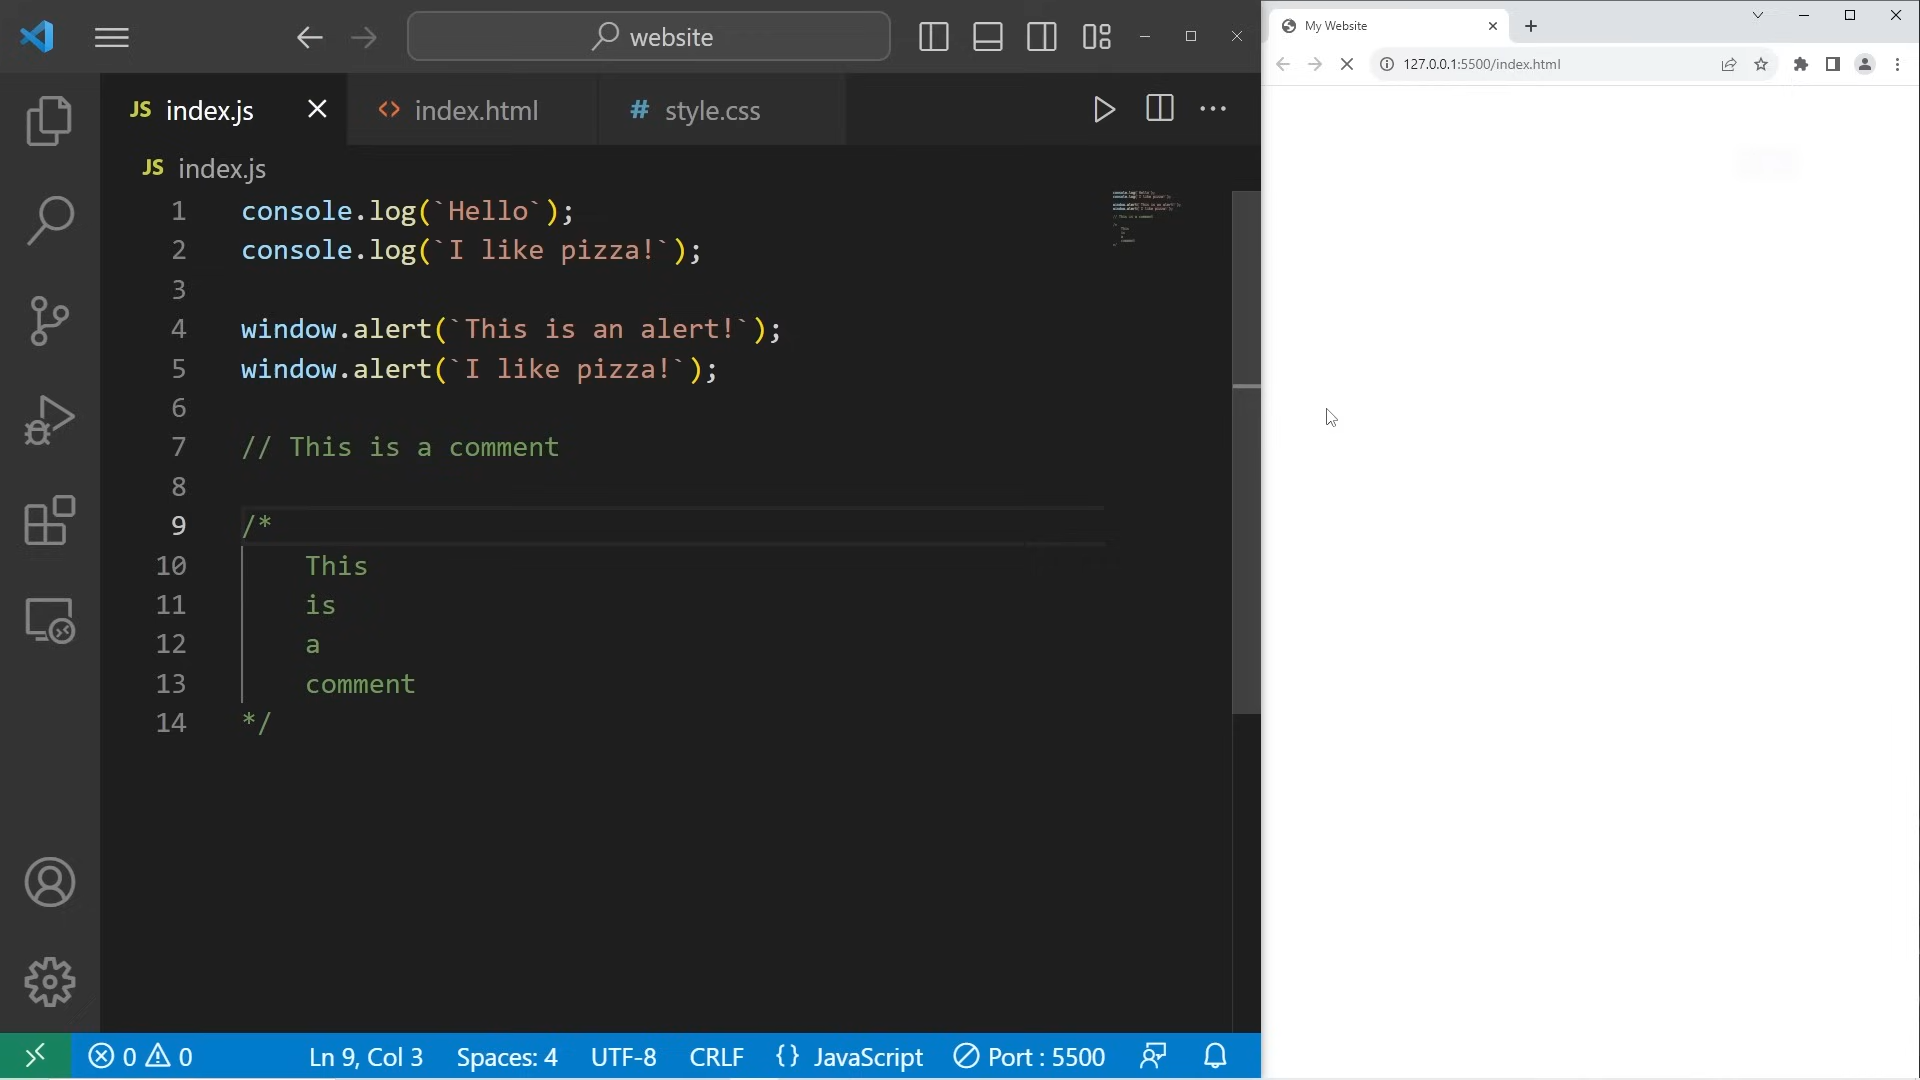 website
JS index.js
<> index.html
# style.css
JS index.js
1 console.log(`Hello`);
2 console.log(`I like pizza!`);
3
4 window.alert(`This is an alert!`);
5 window.alert(`I like pizza!`);
6
7 // This is a comment
8
9 /*
10 This
11 is
12 a
13 comment
14 */
0 0
Ln 9, Col 3
Spaces: 4
UTF-8
CRLF
{} JavaScript
Port : 5500
My Website
127.0.0.1:5500/index.html